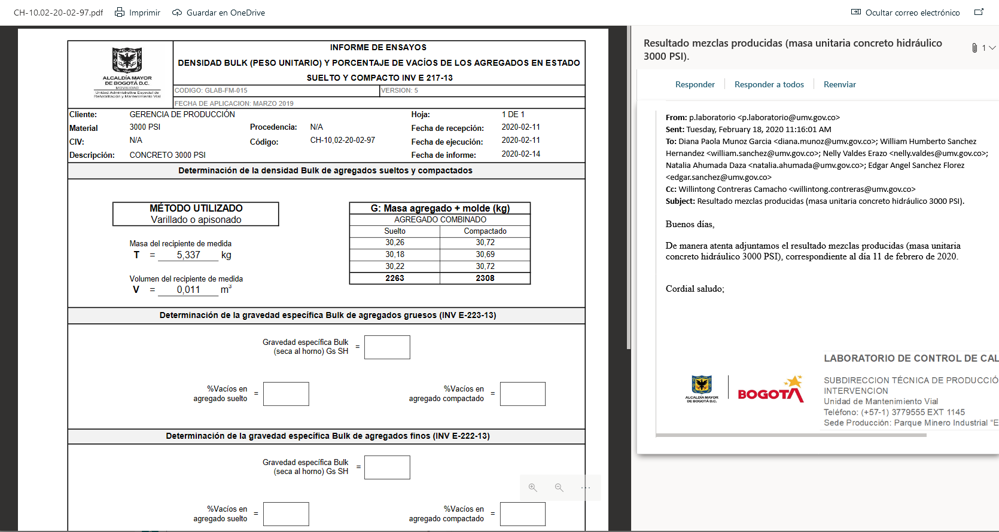 CH-10.02-20-02-97.pdf Imprimir Guardar en OneDrive Ocultar correo electrónico
ALCALDÍA MAYOR
DE BOGOTÁ D.C.
MOVILIDAD
Unidad Administrativa Especial de
Rehabilitación y Mantenimiento Vial
INFORME DE ENSAYOS
DENSIDAD BULK (PESO UNITARIO) Y PORCENTAJE DE VACÍOS DE LOS AGREGADOS EN ESTADO
SUELTO Y COMPACTO INV E 217-13
CODIGO: GLAB-FM-015 VERSION: 5
FECHA DE APLICACION: MARZO 2019
Cliente: GERENCIA DE PRODUCCIÓN Hoja: 1 DE 1
Material 3000 PSI Procedencia: N/A Fecha de recepción: 2020-02-11
CIV: N/A Código: CH-10,02-20-02-97 Fecha de ejecución: 2020-02-11
Descripción: CONCRETO 3000 PSI Fecha de informe: 2020-02-14
Determinación de la densidad Bulk de agregados sueltos y compactados
MÉTODO UTILIZADO
Varillado o apisonado
Masa del recipiente de medida
T = 5,337 kg
Volumen del recipiente de medida
V = 0,011 m³
G: Masa agregado + molde (kg)
AGREGADO COMBINADO
Suelto Compactado
30,26 30,72
30,18 30,69
30,22 30,72
2263 2308
Determinación de la gravedad específica Bulk de agregados gruesos (INV E-223-13)
Gravedad específica Bulk
(seca al horno) Gs SH =
%Vacíos en
agregado suelto =
%Vacíos en
agregado compactado =
Determinación de la gravedad específica Bulk de agregados finos (INV E-222-13)
Gravedad específica Bulk
(seca al horno) Gs SH =
%Vacíos en
agregado suelto =
%Vacíos en
agregado compactado =
Resultado mezclas producidas (masa unitaria concreto hidráulico
3000 PSI).
1
Responder Responder a todos Reenviar
From: p.laboratorio <p.laboratorio@umv.gov.co>
Sent: Tuesday, February 18, 2020 11:16:01 AM
To: Diana Paola Munoz Garcia <diana.munoz@umv.gov.co>; William Humberto Sanchez
Hernandez <william.sanchez@umv.gov.co>; Nelly Valdes Erazo <nelly.valdes@umv.gov.co>;
Natalia Ahumada Daza <natalia.ahumada@umv.gov.co>; Edgar Angel Sanchez Florez
<edgar.sanchez@umv.gov.co>
Cc: Willintong Contreras Camacho <willintong.contreras@umv.gov.co>
Subject: Resultado mezclas producidas (masa unitaria concreto hidráulico 3000 PSI).
Buenos días,
De manera atenta adjuntamos el resultado mezclas producidas (masa unitaria
concreto hidráulico 3000 PSI), correspondiente al día 11 de febrero de 2020.
Cordial saludo;
ALCALDÍA MAYOR
DE BOGOTÁ D.C.
BOGOTÁ
LABORATORIO DE CONTROL DE CAL
SUBDIRECCION TÉCNICA DE PRODUCCIÓ
INTERVENCION
Unidad de Mantenimiento Vial
Teléfono: (+57-1) 3779555 EXT 1145
Sede Producción: Parque Minero Industrial “E